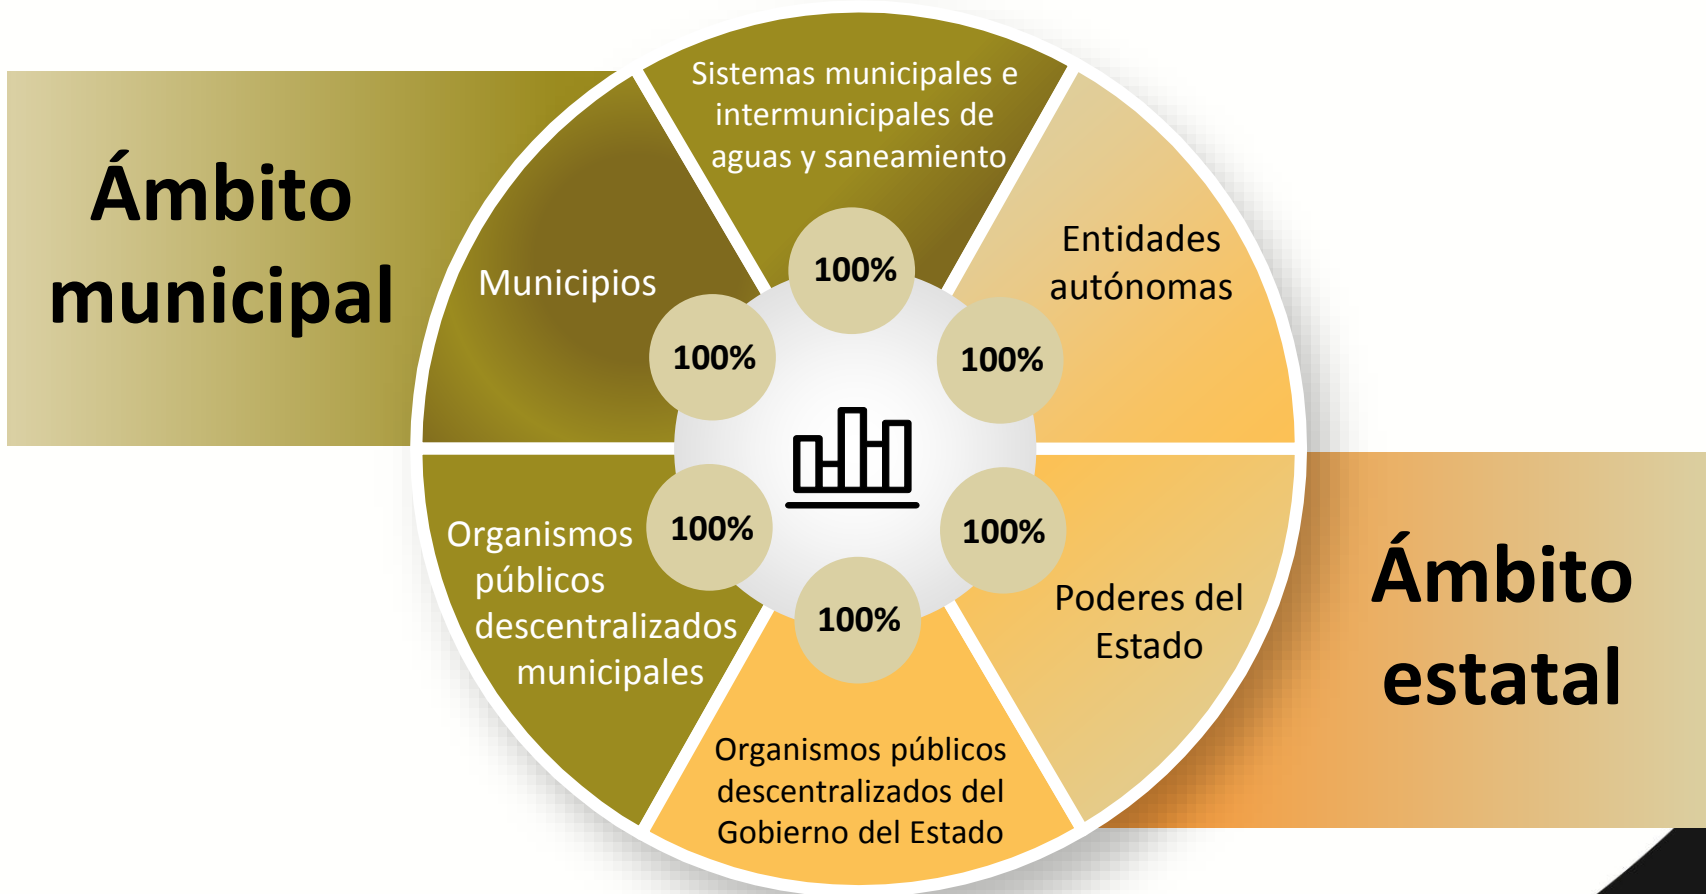 Ámbito
municipal
Sistemas municipales e
intermunicipales de
aguas y saneamiento
100%
Municipios
100%
Organismos
públicos
descentralizados
municipales
100%
Entidades
autónomas
100%
Poderes del
Estado
100%
Organismos públicos
descentralizados del
Gobierno del Estado
100%
Ámbito
estatal